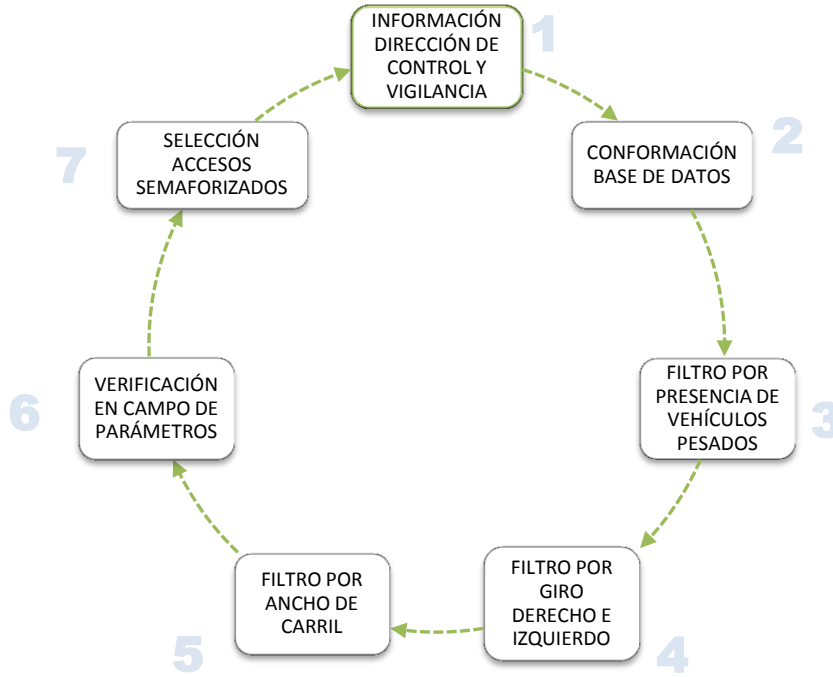 INFORMACIÓN
DIRECCIÓN DE
CONTROL Y
VIGILANCIA
1
CONFORMACIÓN
BASE DE DATOS
2
FILTRO POR
PRESENCIA DE
VEHÍCULOS
PESADOS
3
FILTRO POR
GIRO
DERECHO E
IZQUIERDO
4
FILTRO POR
ANCHO DE
CARRIL
5
VERIFICACIÓN
EN CAMPO DE
PARÁMETROS
6
SELECCIÓN
ACCESOS
SEMAFORIZADOS
7